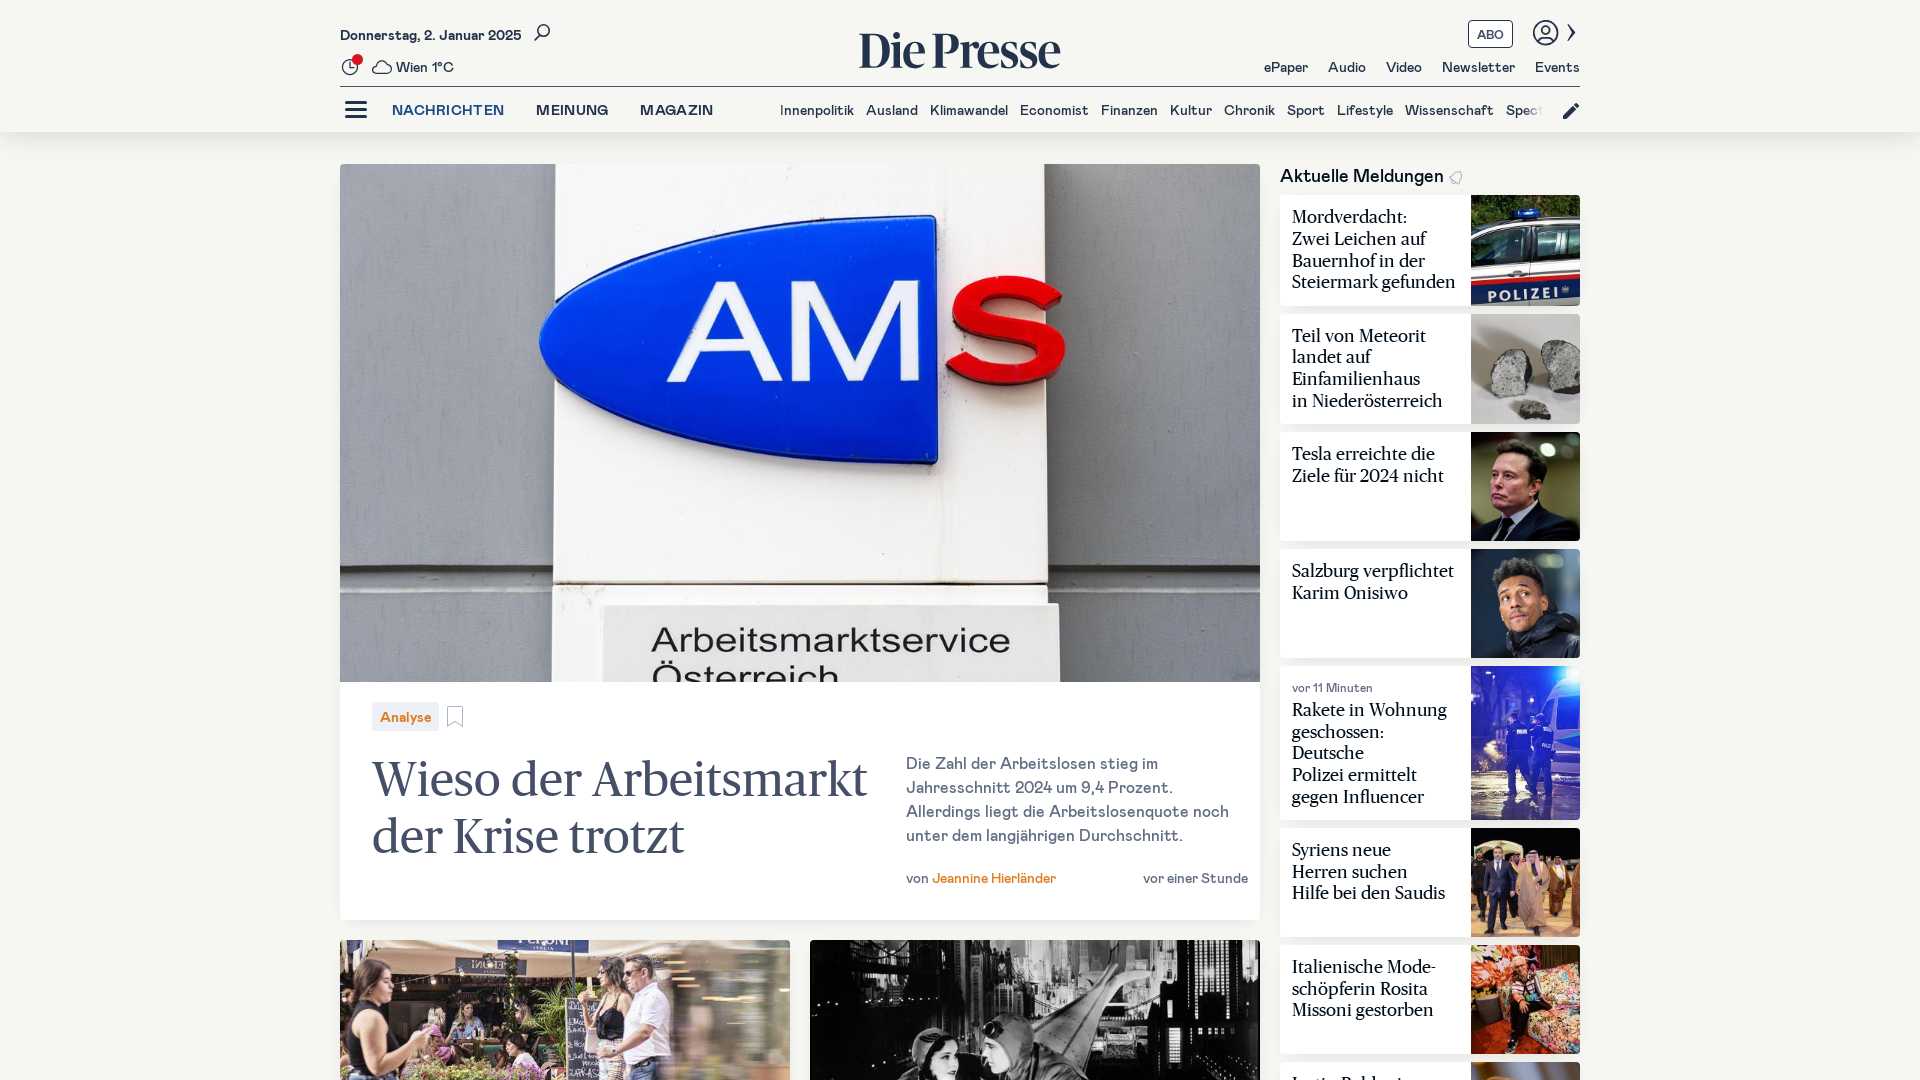 Donnerstag, 2. Januar 2025
Wien 1°C
Die Presse
ABO
ePaper Audio Video Newsletter Events
NACHRICHTEN MEINUNG MAGAZIN
Innenpolitik Ausland Klimawandel Economist Finanzen Kultur Chronik Sport Lifestyle Wissenschaft Spect
AMS
Arbeitsmarktservice
Österreich
Analyse
Wieso der Arbeitsmarkt
der Krise trotzt
Die Zahl der Arbeitslosen stieg im
Jahresschnitt 2024 um 9,4 Prozent.
Allerdings liegt die Arbeitslosenquote noch
unter dem langjährigen Durchschnitt.
von Jeannine Hierländer
vor einer Stunde
Aktuelle Meldungen
Mordverdacht:
Zwei Leichen auf
Bauernhof in der
Steiermark gefunden
POLIZEI
Teil von Meteorit
landet auf
Einfamilienhaus
in Niederösterreich
Tesla erreichte die
Ziele für 2024 nicht
Salzburg verpflichtet
Karim Onisiwo
vor 11 Minuten
Rakete in Wohnung
geschossen:
Deutsche
Polizei ermittelt
gegen Influencer
Syriens neue
Herren suchen
Hilfe bei den Saudis
Italienische Mode-
schöpferin Rosita
Missoni gestorben